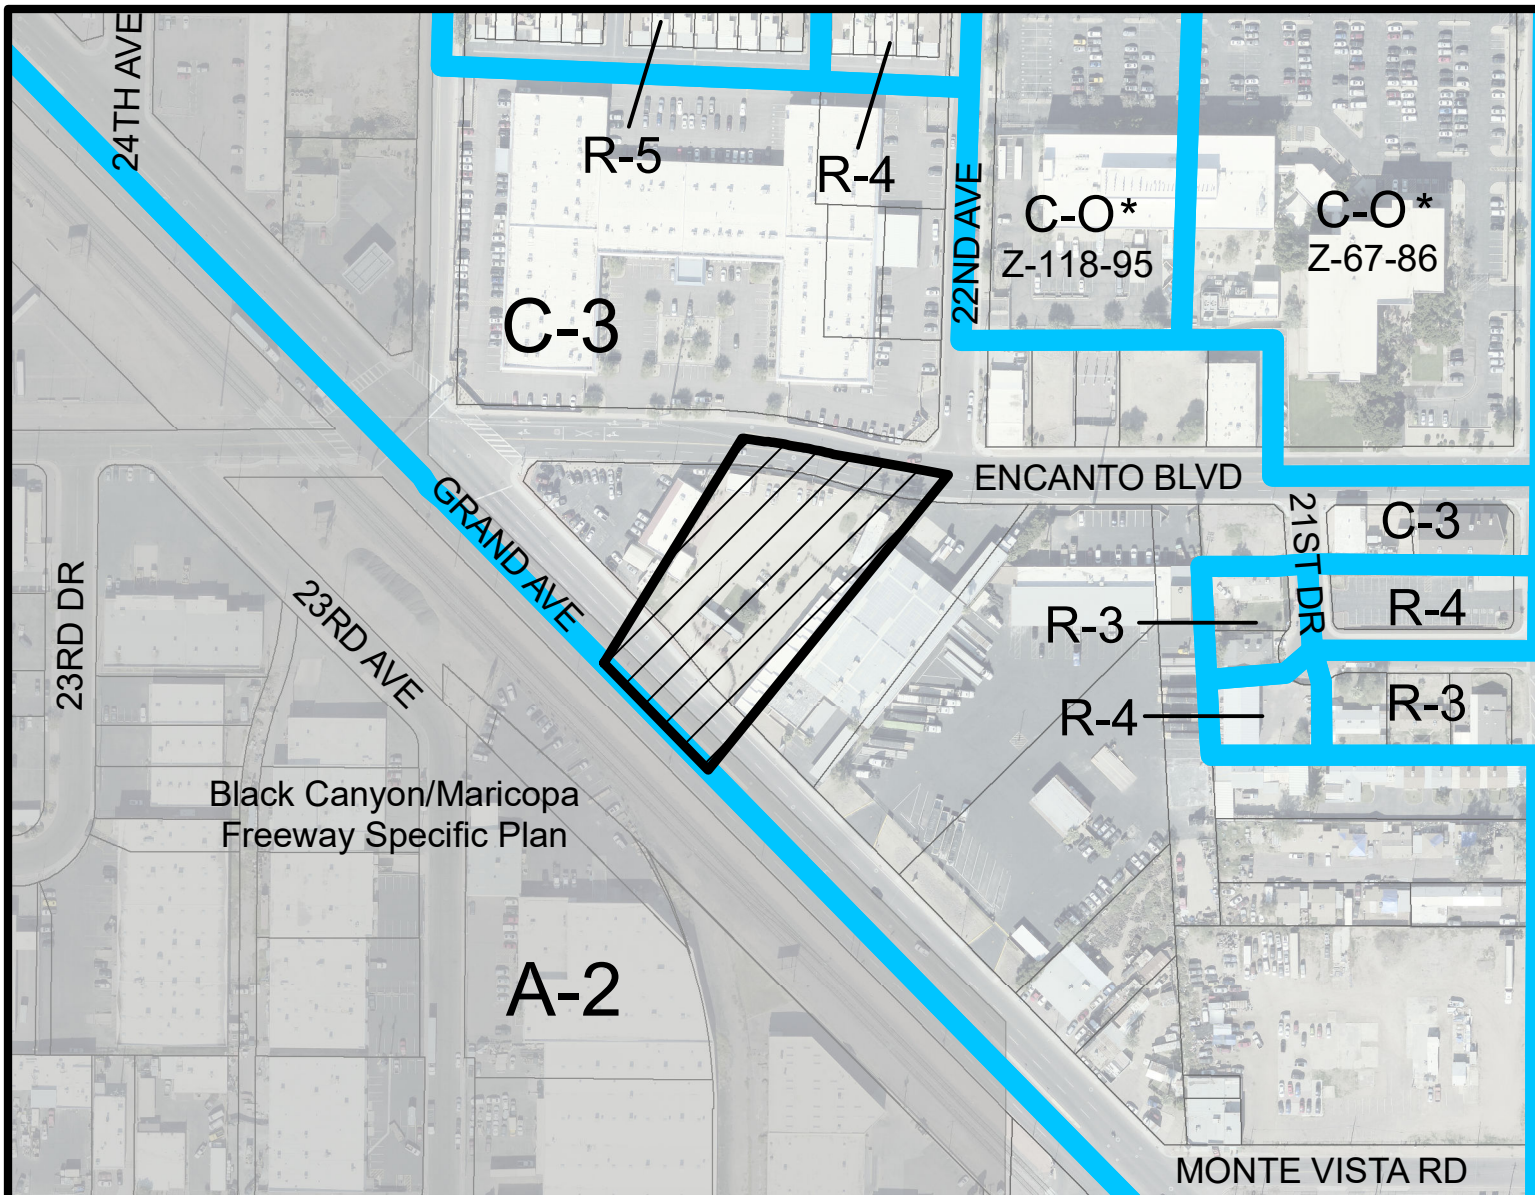 24TH AVE
R-5
R-4
22ND AVE
C-O *
Z-118-95
C-O *
Z-67-86
C-3
ENCANTO BLVD
GRAND AVE
21ST DR
C-3
23RD DR
23RD AVE
R-3
R-4
R-4
R-3
Black Canyon/Maricopa
Freeway Specific Plan
A-2
MONTE VISTA RD